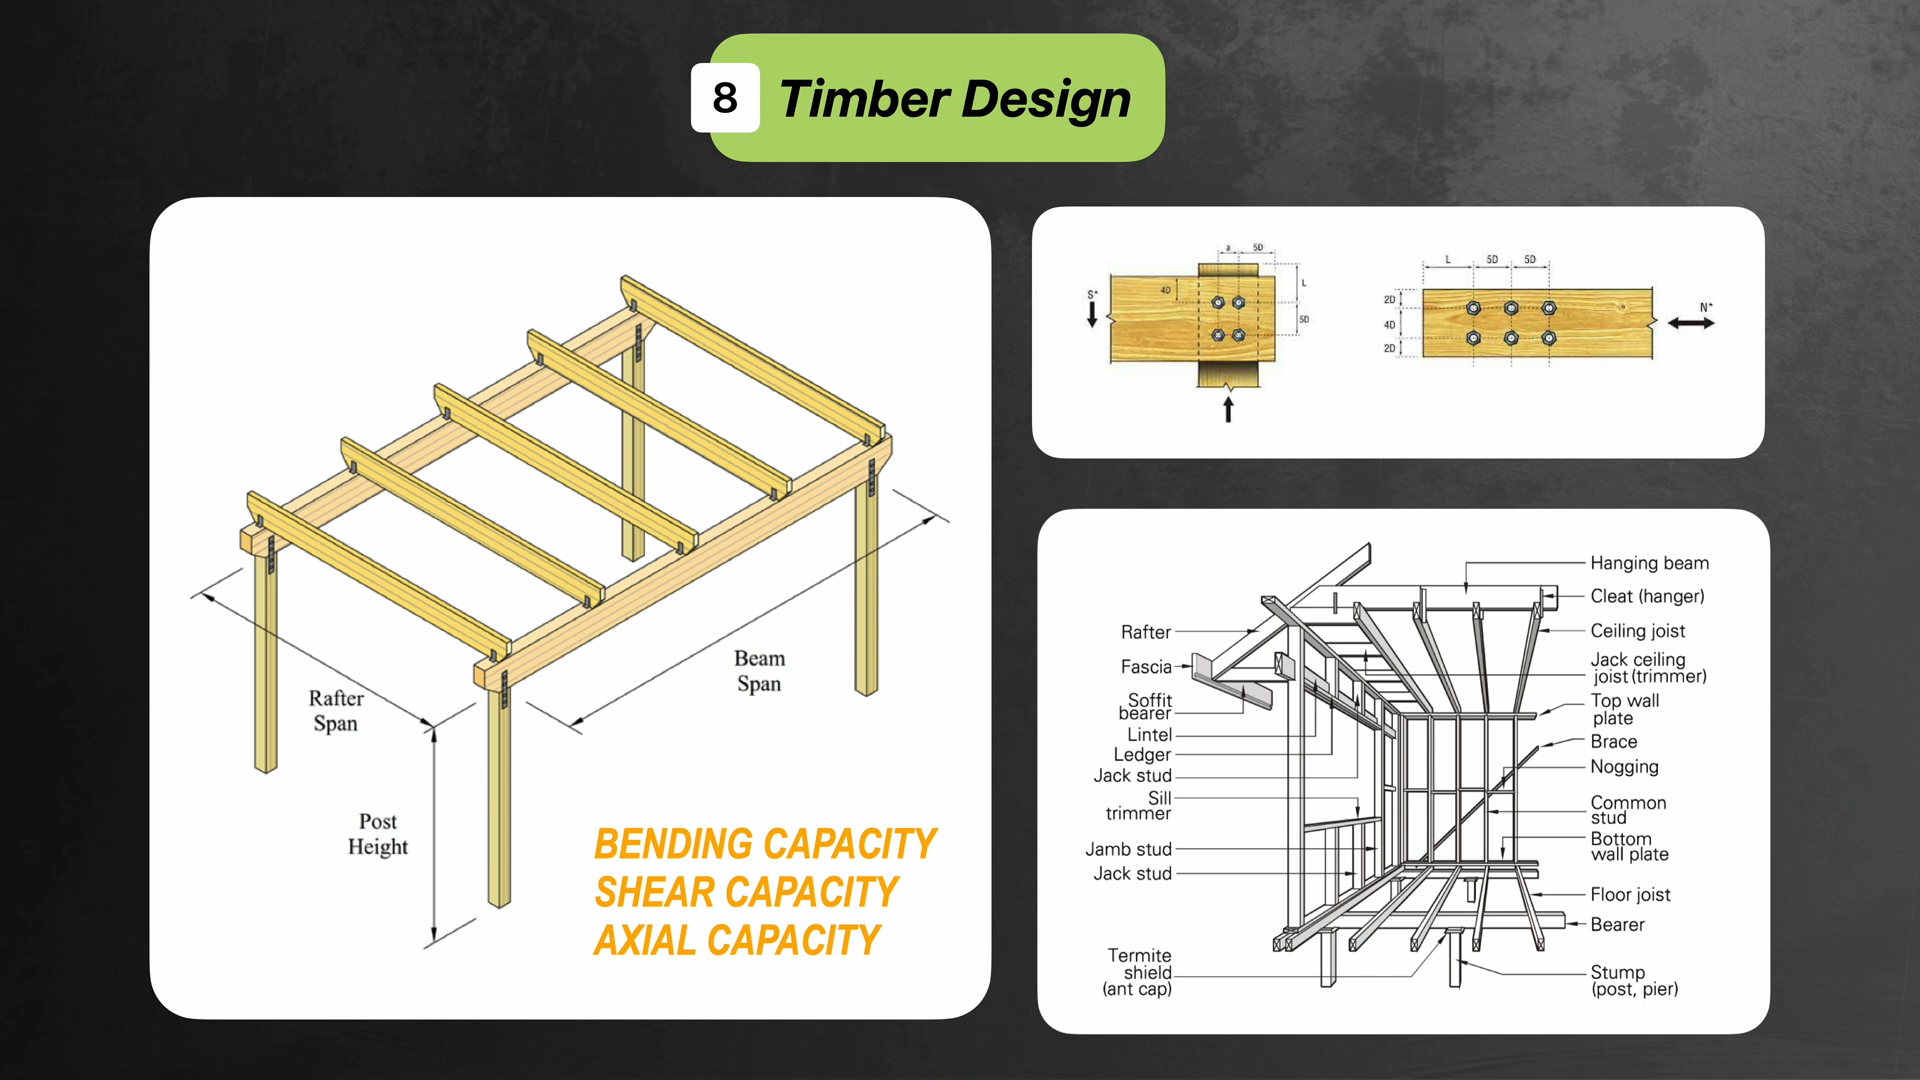 8
Timber Design
Rafter
Span
Beam
Span
Post
Height
BENDING CAPACITY
SHEAR CAPACITY
AXIAL CAPACITY
a 5D
4D
L
5D
S*
L 5D 5D
2D
4D
2D
N*
Rafter
Fascia
Soffit
bearer
Lintel
Ledger
Jack stud
Sill
trimmer
Jamb stud
Jack stud
Termite
shield
(ant cap)
Hanging beam
Cleat (hanger)
Ceiling joist
Jack ceiling
joist (trimmer)
Top wall
plate
Brace
Nogging
Common
stud
Bottom
wall plate
Floor joist
Bearer
Stump
(post, pier)